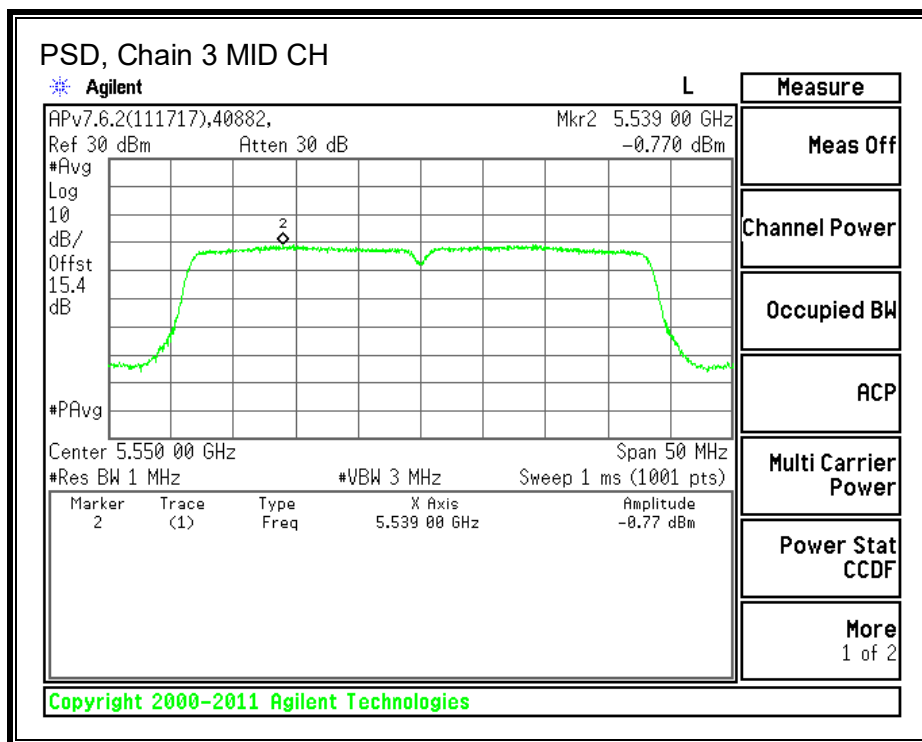 PSD, Chain 3 MID CH
Agilent
L
APv7.6.2(111717),40882,
Mkr2 5.539 00 GHz
Ref 30 dBm
Atten 30 dB
-0.770 dBm
#Avg
Log
10
dB/
Offst
15.4
dB
#PAvg
2
Center 5.550 00 GHz
Span 50 MHz
#Res BW 1 MHz
#VBW 3 MHz
Sweep 1 ms (1001 pts)
Marker Trace Type X Axis Amplitude
2 (1) Freq 5.539 00 GHz -0.77 dBm
Measure
Meas Off
Channel Power
Occupied BW
ACP
Multi Carrier
Power
Power Stat
CCDF
More
1 of 2
Copyright 2000-2011 Agilent Technologies